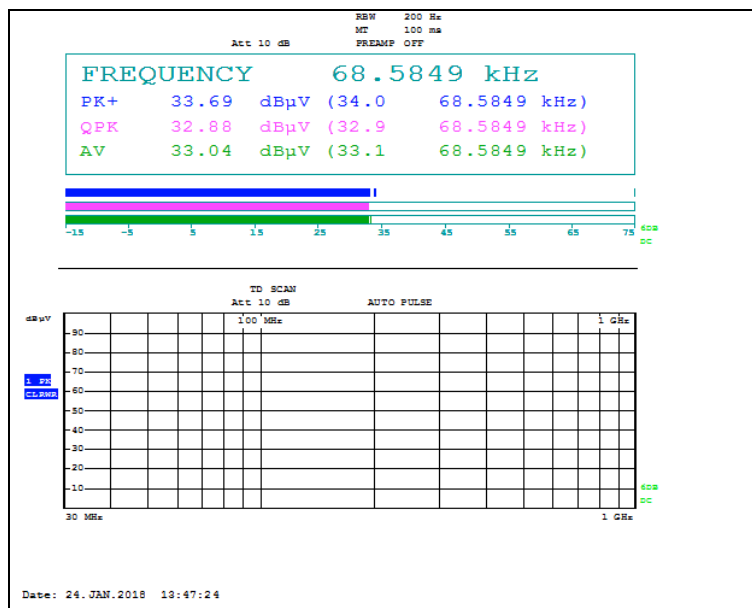 RBW 200 Hz
MT 100 ms
Att 10 dB PREAMP OFF
FREQUENCY 68.5849 kHz
PK+ 33.69 dBµV (34.0 68.5849 kHz)
QPK 32.88 dBµV (32.9 68.5849 kHz)
AV 33.04 dBµV (33.1 68.5849 kHz)
-15 -5 5 15 25 35 45 55 65 75
6DB
DC
TD SCAN
Att 10 dB AUTO PULSE
dBµV 100 MHz 1 GHz
90
80
70
1 PK
60
CLRWR
50
40
30
20
10
6DB
DC
30 MHz 1 GHz
Date: 24.JAN.2018 13:47:24